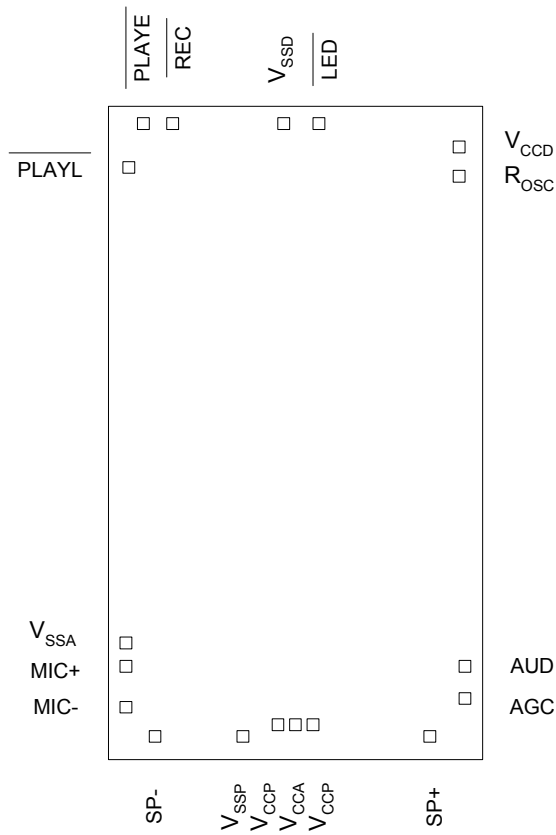 PLAYE
REC
VSSD
LED
VCCD
PLAYL
ROSC
VSSA
MIC+
AUD
MIC-
AGC
SP-
VSSP
VCCP
VCCA
VCCP
SP+